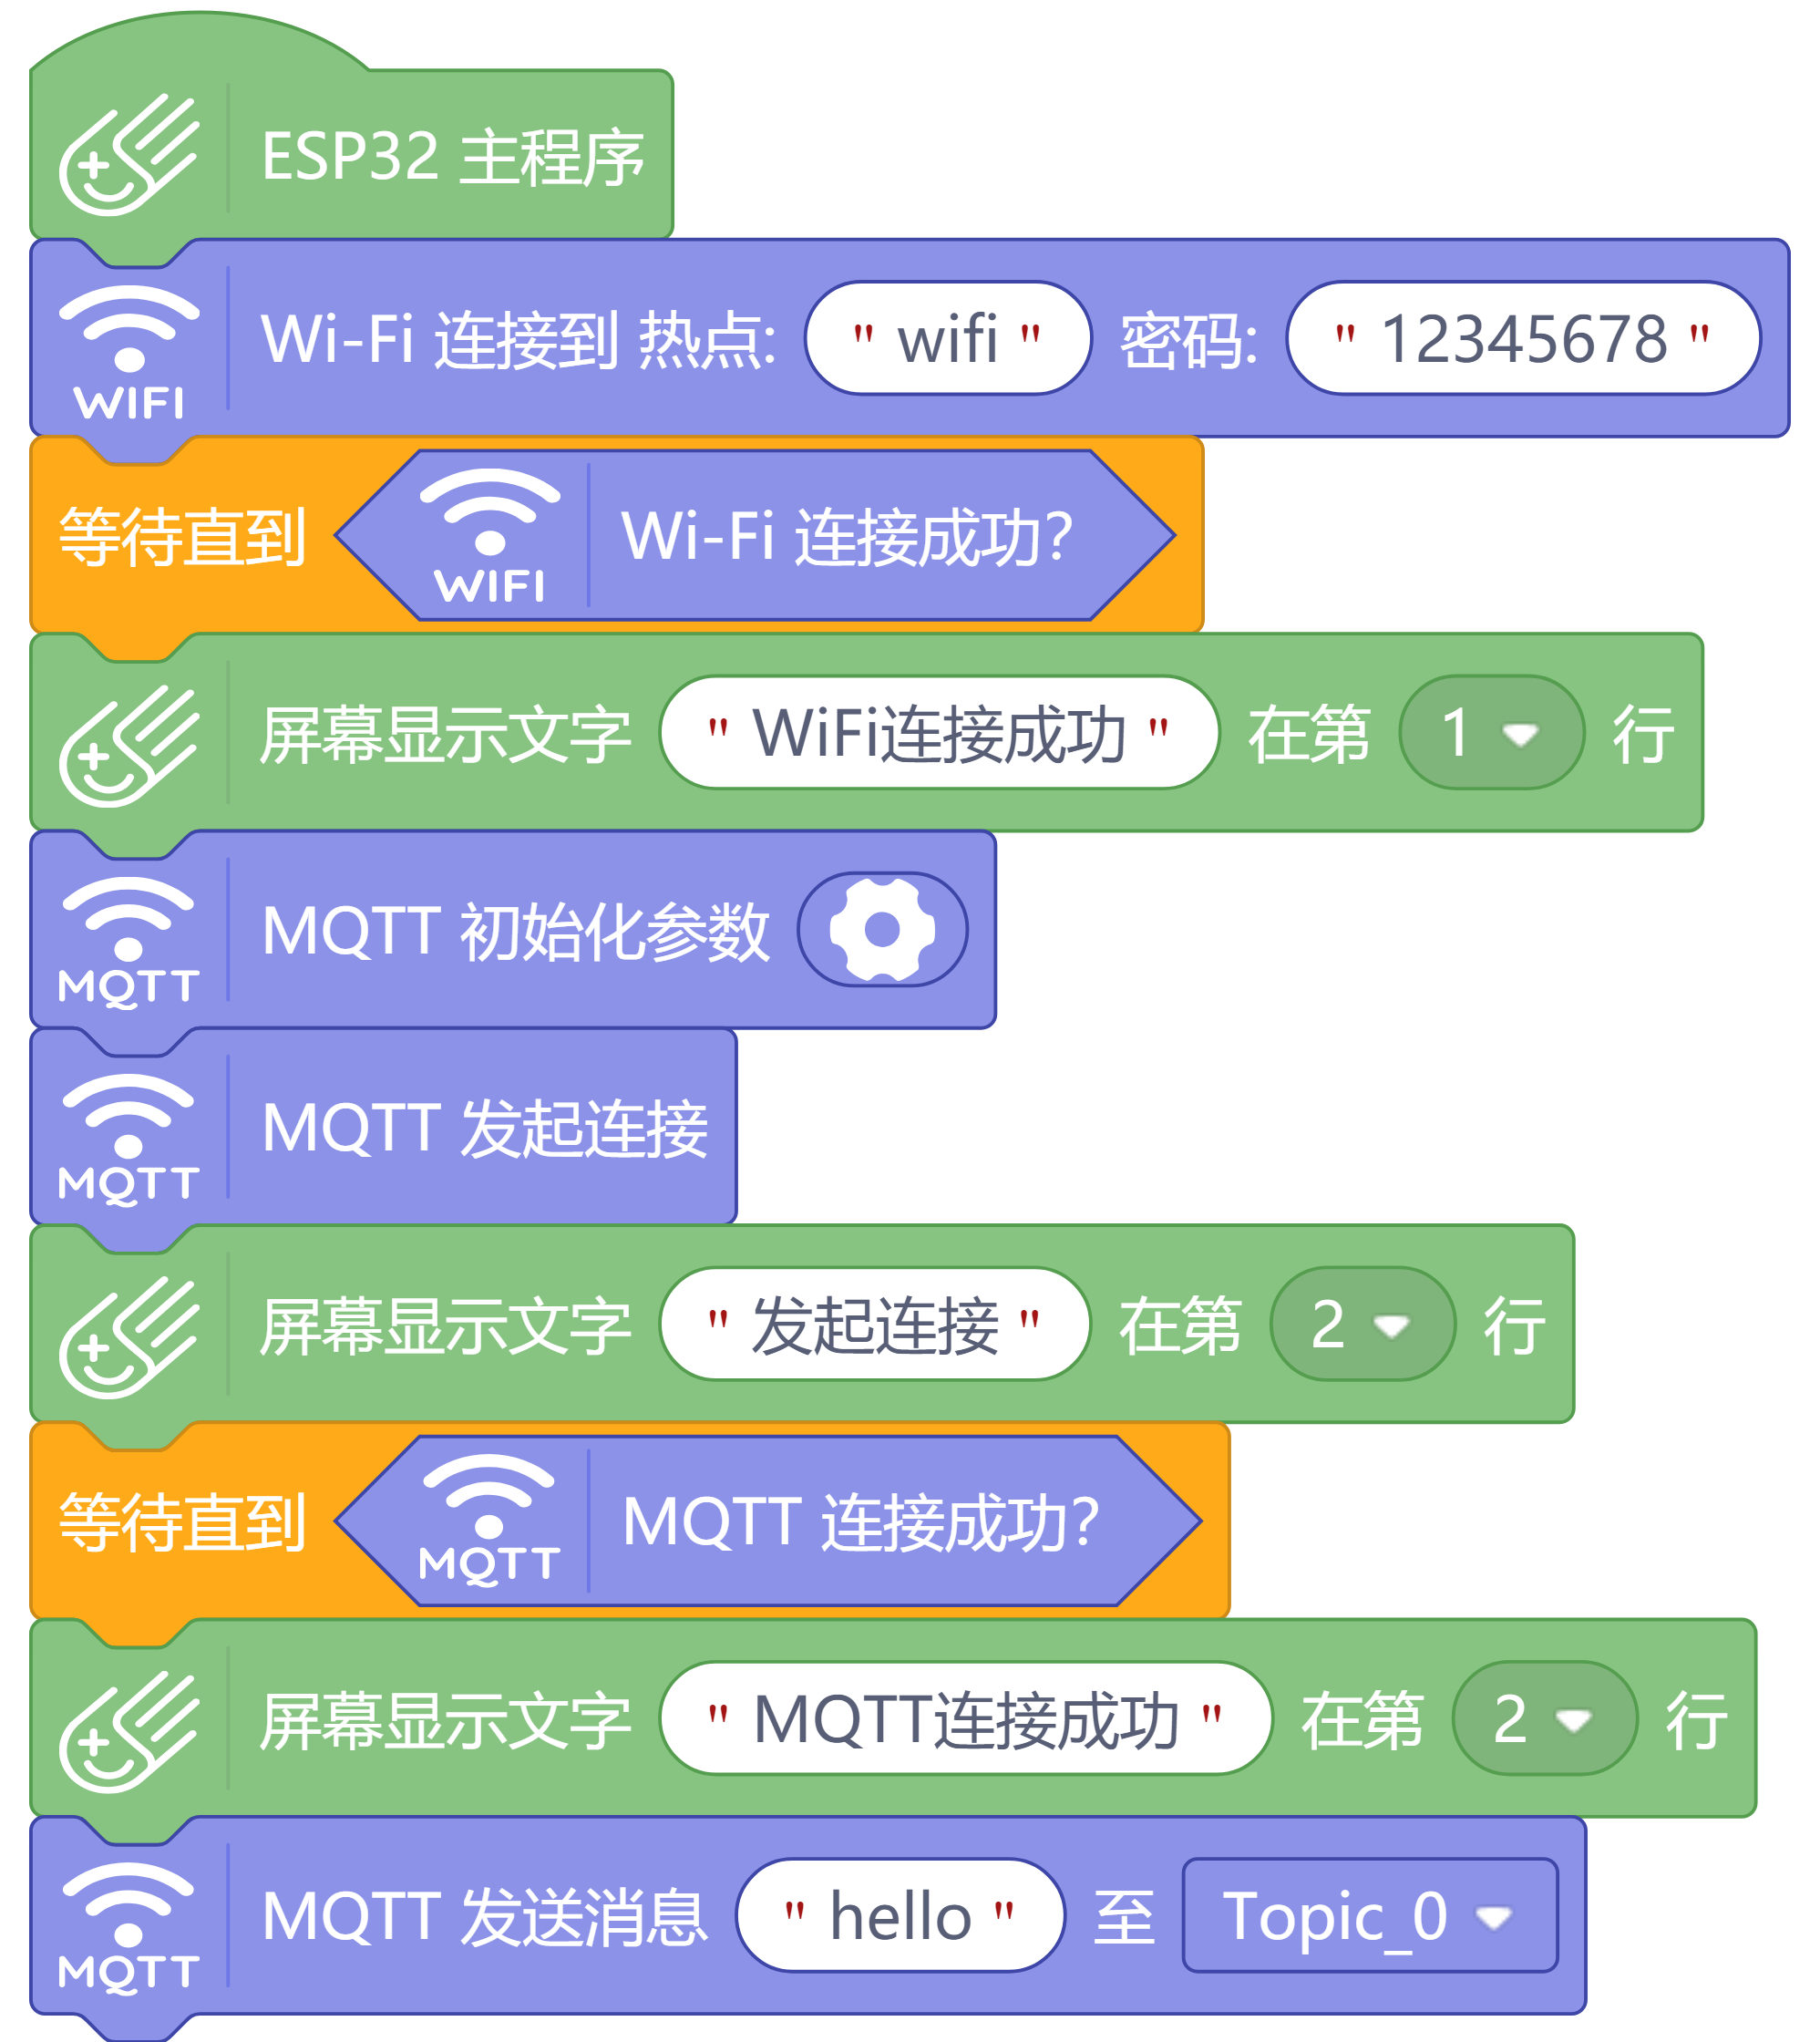 ESP32 主程序
WIFI Wi-Fi 连接到 热点: "wifi" 密码: "12345678"
等待直到 WIFI Wi-Fi 连接成功?
屏幕显示文字 "WiFi连接成功" 在第 1 行
MQTT MQTT 初始化参数
MQTT MQTT 发起连接
屏幕显示文字 "发起连接" 在第 2 行
等待直到 MQTT MQTT 连接成功?
屏幕显示文字 "MQTT连接成功" 在第 2 行
MQTT MQTT 发送消息 "hello" 至 Topic_0